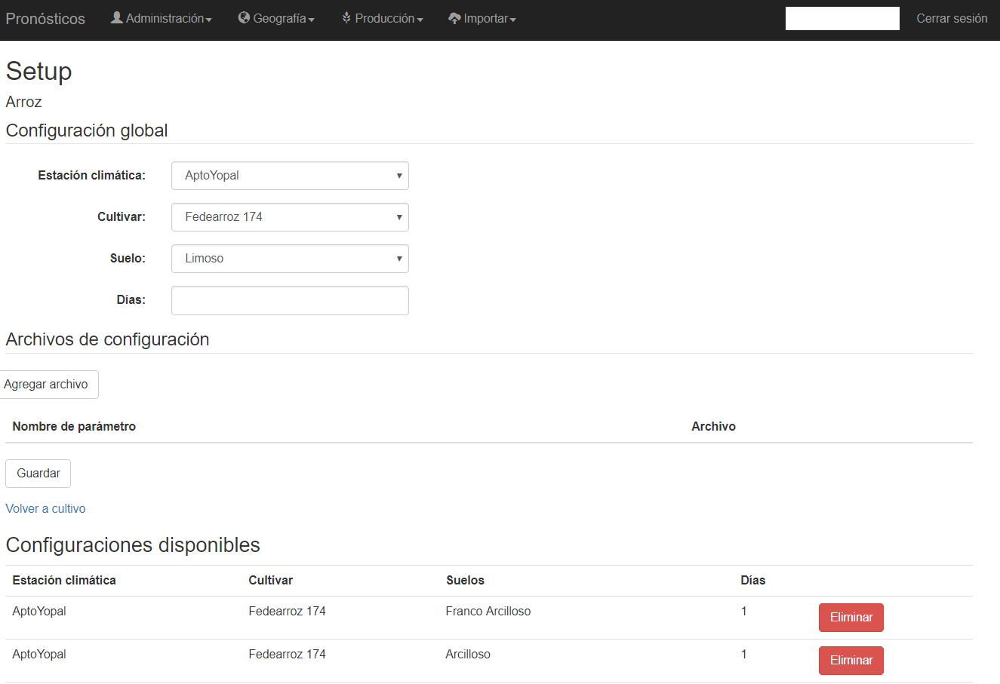 Pronósticos Administración Geografía Producción Importar Cerrar sesión
Setup
Arroz
Configuración global
Estación climática: AptoYopal
Cultivar: Fedearroz 174
Suelo: Limoso
Días:
Archivos de configuración
Agregar archivo
Nombre de parámetro Archivo
Guardar
Volver a cultivo
Configuraciones disponibles
Estación climática Cultivar Suelos Días
AptoYopal Fedearroz 174 Franco Arcilloso 1 Eliminar
AptoYopal Fedearroz 174 Arcilloso 1 Eliminar